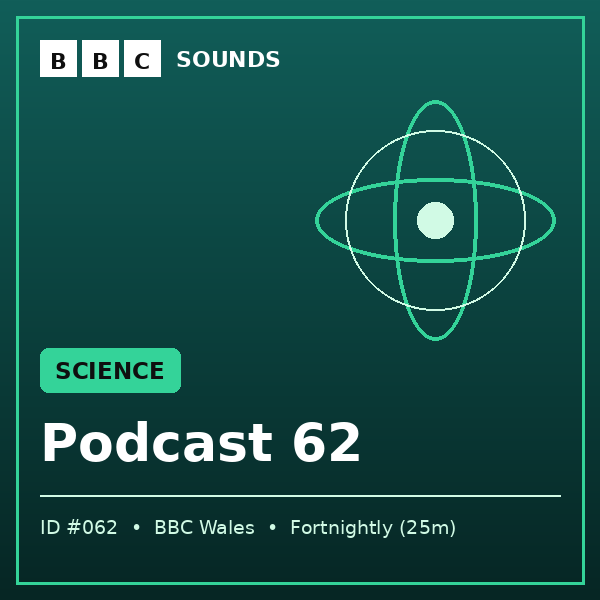 BBC SOUNDS
SCIENCE
Podcast 62
ID #062 • BBC Wales • Fortnightly (25m)